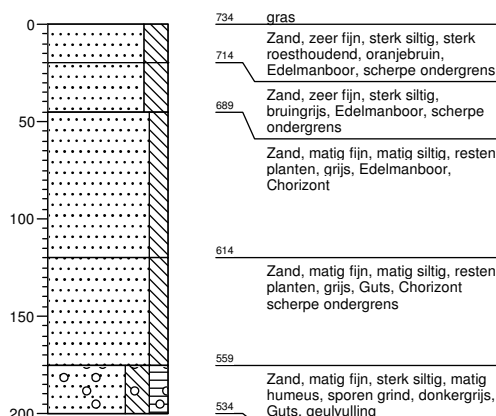 0
50
100
150
200
734 gras
Zand, zeer fijn, sterk siltig, sterk
roesthoudend, oranjebruin,
Edelmanboor, scherpe ondergrens
714
Zand, zeer fijn, sterk siltig,
bruingrijs, Edelmanboor, scherpe
ondergrens
689
Zand, matig fijn, matig siltig, resten
planten, grijs, Edelmanboor,
Chorizont
614
Zand, matig fijn, matig siltig, resten
planten, grijs, Guts, Chorizont
scherpe ondergrens
559
Zand, matig fijn, sterk siltig, matig
humeus, sporen grind, donkergrijs,
Guts, geulvulling
534